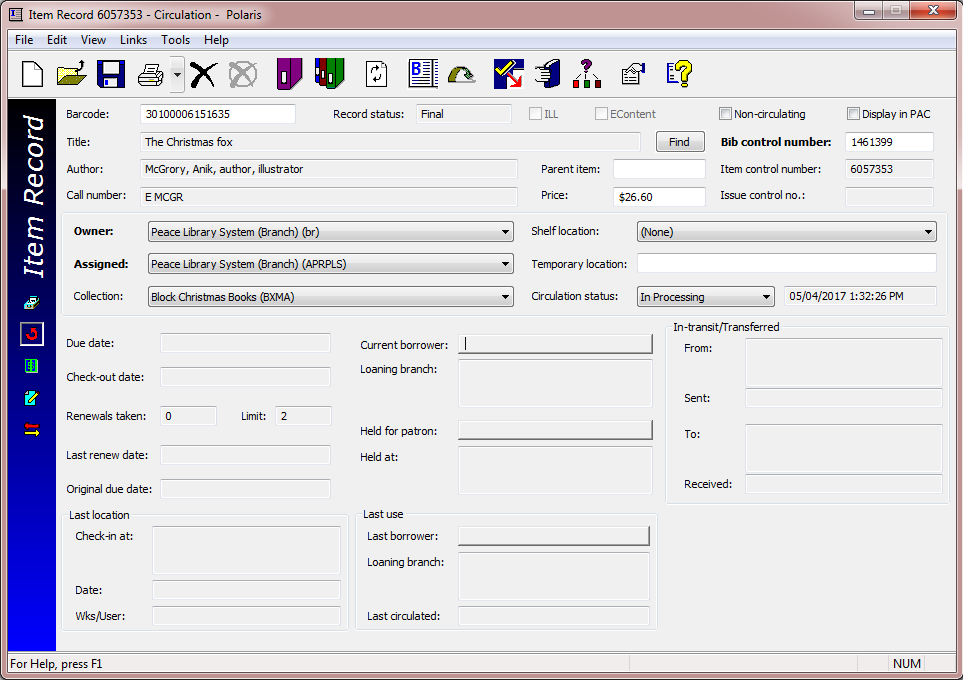 Item Record 6057353 - Circulation - Polaris
File Edit View Links Tools Help
Item Record
Barcode: 30100006151635 Record status: Final ILL EContent Non-circulating Display in PAC
Title: The Christmas fox Find Bib control number: 1461399
Author: McGrory, Anik, author, illustrator Parent item: Item control number: 6057353
Call number: E MCGR Price: $26.60 Issue control no.:
Owner: Peace Library System (Branch) (br) Shelf location: (None)
Assigned: Peace Library System (Branch) (APRPLS) Temporary location:
Collection: Block Christmas Books (BXMA) Circulation status: In Processing 05/04/2017 1:32:26 PM
In-transit/Transferred
Due date: Current borrower: From:
Check-out date: Loaning branch:
Sent:
Renewals taken: 0 Limit: 2
Held for patron: To:
Last renew date: Held at:
Original due date: Received:
Last location Last use
Check-in at: Last borrower:
Loaning branch:
Date:
Wks/User: Last circulated:
For Help, press F1 NUM